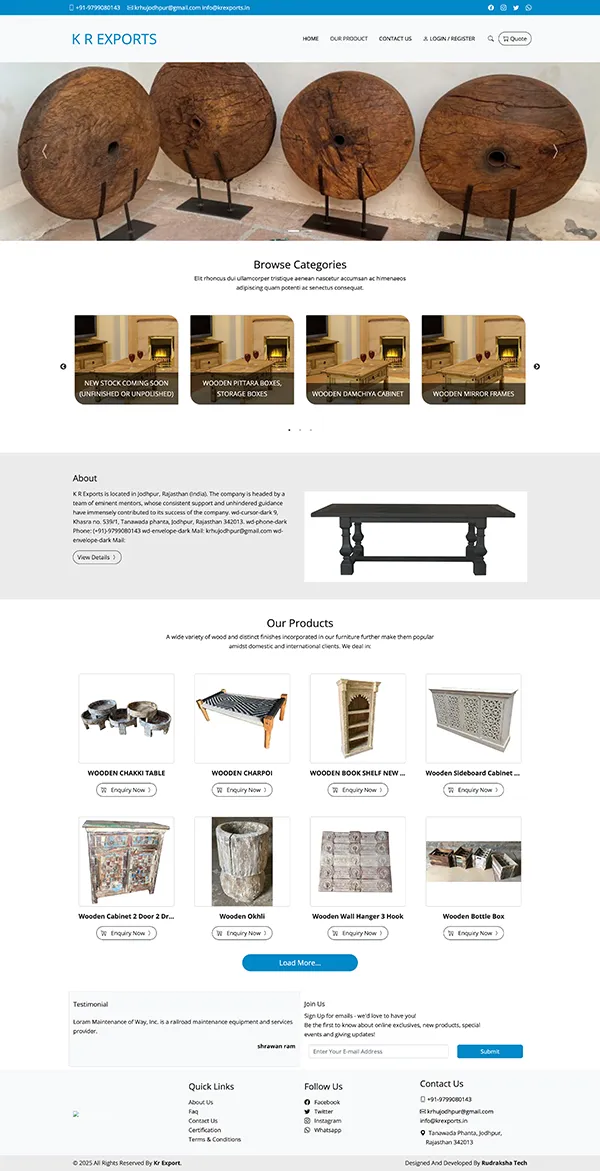 +91-9799080143 krhujodhpur@gmail.com info@krexports.in
K R EXPORTS
HOME OUR PRODUCT CONTACT US LOGIN / REGISTER Quote
Browse Categories
Elit rhoncus dui ullamcorper tristique aenean nascetur accumsan ac himenaeos
adipiscing quam potenti ac senectus consequat.
NEW STOCK COMING SOON
(UNFINISHED OR UNPOLISHED)
WOODEN PITTARA BOXES,
STORAGE BOXES
WOODEN DAMCHIYA CABINET
WOODEN MIRROR FRAMES
About
K R Exports is located in Jodhpur, Rajasthan (India). The company is headed by a
team of eminent mentors, whose consistent support and unhindered guidance
have immensely contributed to its success of the company. wd-cursor-dark 9,
Khasra no. 539/1, Tanawada phanta, Jodhpur, Rajasthan 342013. wd-phone-dark
Phone: (+91)-9799080143 wd-envelope-dark Mail: krhujodhpur@gmail.com wd-
envelope-dark Mail:
View Details
Our Products
A wide variety of wood and distinct finishes incorporated in our furniture further make them popular
amidst domestic and international clients. We deal in:
WOODEN CHAKKI TABLE
Enquiry Now
WOODEN CHARPOI
Enquiry Now
WOODEN BOOK SHELF NEW ...
Enquiry Now
Wooden Sideboard Cabinet ...
Enquiry Now
Wooden Cabinet 2 Door 2 Dr...
Enquiry Now
Wooden Okhli
Enquiry Now
Wooden Wall Hanger 3 Hook
Enquiry Now
Wooden Bottle Box
Enquiry Now
Load More...
Testimonial
Loram Maintenance of Way, Inc. is a railroad maintenance equipment and services
provider.
shrawan ram
Join Us
Sign Up for emails - we'd love to have you!
Be the first to know about online exclusives, new products, special
events and giving updates!
Enter Your E-mail Address
Submit
Quick Links
About Us
Faq
Contact Us
Certification
Terms & Conditions
Follow Us
Facebook
Twitter
Instagram
Whatsapp
Contact Us
+91-9799080143
krhujodhpur@gmail.com
info@krexports.in
Tanawada Phanta, Jodhpur,
Rajasthan 342013
© 2025 All Rights Reserved By Kr Export.
Designed And Developed By Rudraksha Tech